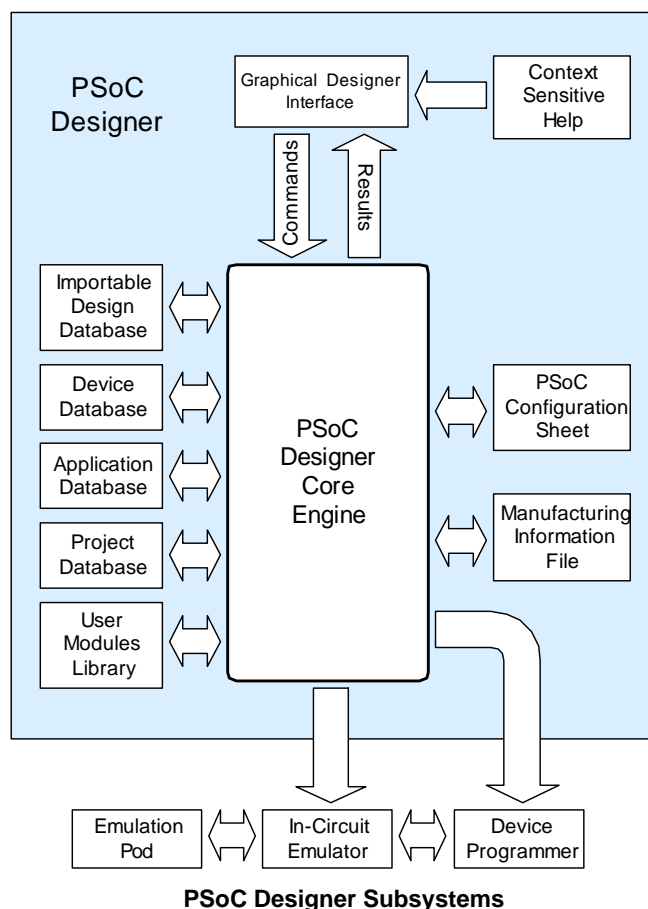 PSoC
Designer
Graphical Designer
Interface
Context
Sensitive
Help
Commands
Results
Importable
Design
Database
Device
Database
Application
Database
Project
Database
User
Modules
Library
PSoC
Designer
Core
Engine
PSoC
Configuration
Sheet
Manufacturing
Information
File
Emulation
Pod
In-Circuit
Emulator
Device
Programmer
PSoC Designer Subsystems